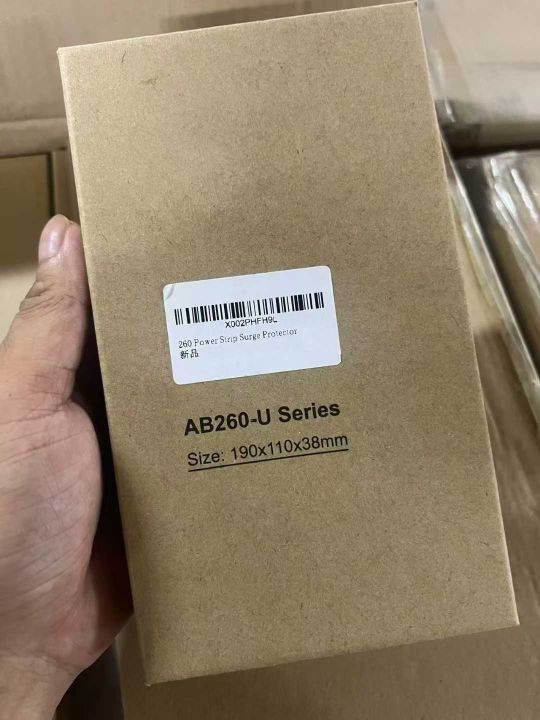 X002PHFH9L
260 Power Strip Surge Protector
新品
AB260-U Series
Size: 190x110x38mm